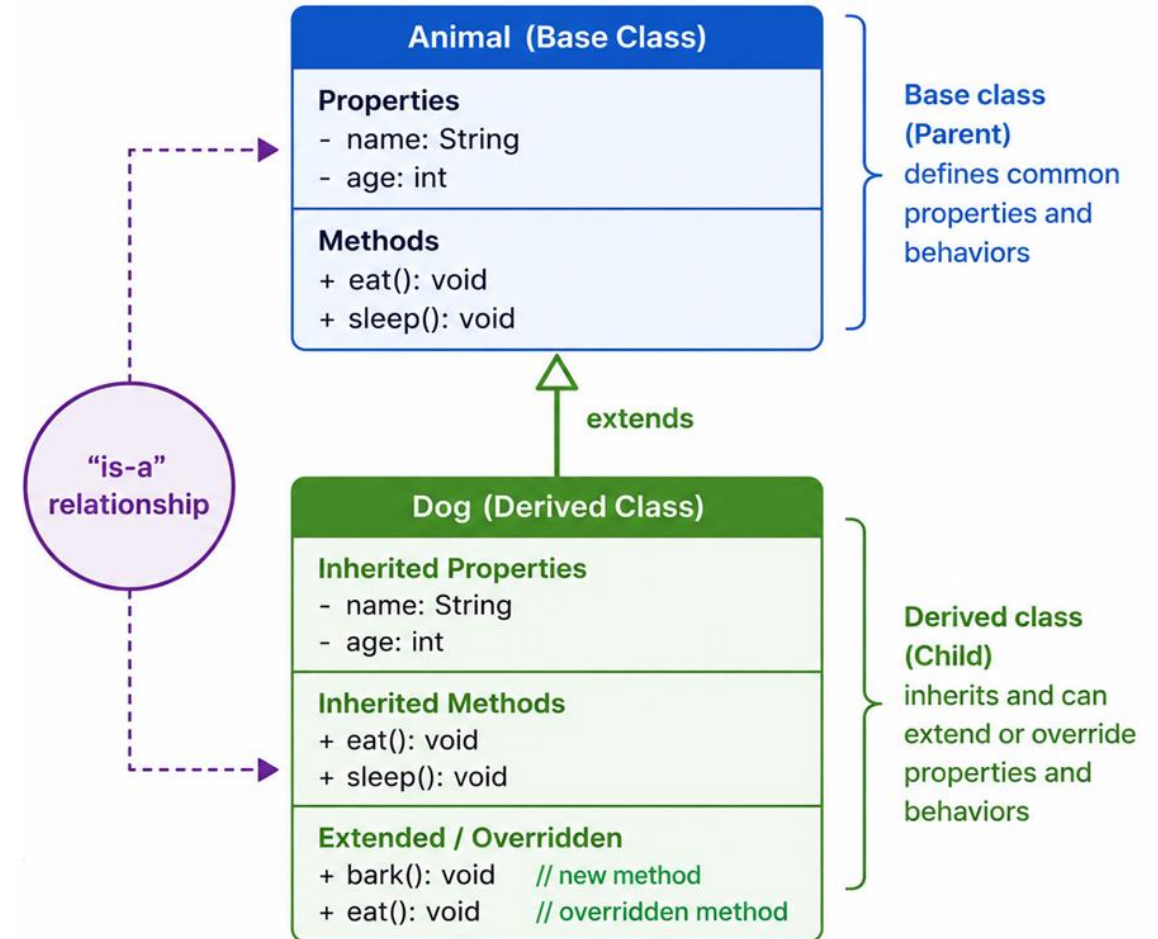 Animal (Base Class)
Properties
- name: String
- age: int
Methods
+ eat(): void
+ sleep(): void
Base class
(Parent)
defines common
properties and
behaviors
extends
“is-a”
relationship
Dog (Derived Class)
Inherited Properties
- name: String
- age: int
Inherited Methods
+ eat(): void
+ sleep(): void
Extended / Overridden
+ bark(): void // new method
+ eat(): void // overridden method
Derived class
(Child)
inherits and can
extend or override
properties and
behaviors